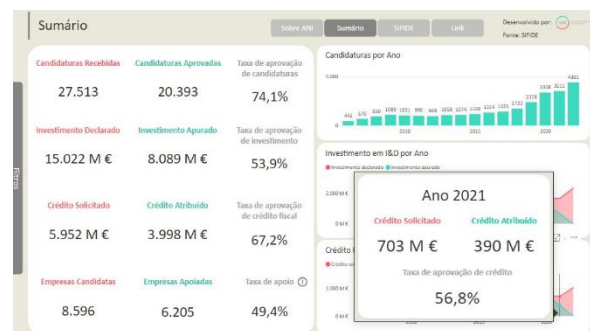 Sumário
Sobre ANI
Sumário
SIFIDE
Link
Desenvolvido por:
Fonte: SIFIDE
Filtros
Candidaturas Recebidas
Candidaturas Aprovadas
Taxa de aprovação
de candidaturas
27.513
20.393
74,1%
Investimento Declarado
Investimento Apurado
Taxa de aprovação
de investimento
15.022 M €
8.089 M €
53,9%
Crédito Solicitado
Crédito Atribuído
Taxa de aprovação
de crédito fiscal
5.952 M €
3.998 M €
67,2%
Empresas Candidatas
Empresas Apoiadas
Taxa de apoio
8.596
6.205
49,4%
Candidaturas por Ano
5.000
0
2010
2015
2020
Investimento em I&D por Ano
Investimento declarado
Investimento apurado
2.000 M €
0 M €
Ano 2021
Crédito Solicitado
Crédito Atribuído
703 M €
390 M €
Taxa de aprovação de crédito
56,8%
1.000 M €
0 M €